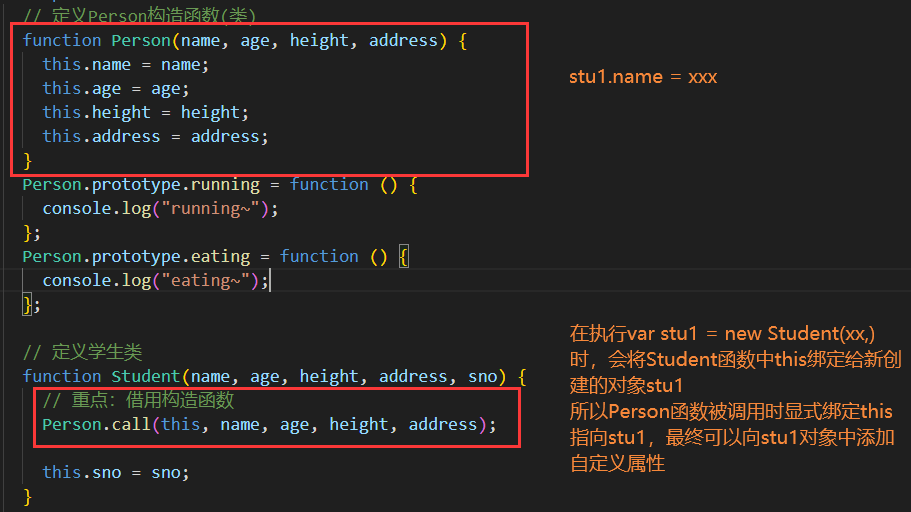 // 定义Person构造函数(类)
function Person(name, age, height, address) {
  this.name = name;
  this.age = age;
  this.height = height;
  this.address = address;
}
Person.prototype.running = function () {
  console.log("running~");
};
Person.prototype.eating = function () {
  console.log("eating~");
};
// 定义学生类
function Student(name, age, height, address, sno) {
  // 重点: 借用构造函数
  Person.call(this, name, age, height, address);
  this.sno = sno;
}
stu1.name = xxx
在执行var stu1 = new Student(xx,)
时，会将Student函数中this绑定给新创
建的对象stu1
所以Person函数被调用时显式绑定this
指向stu1，最终可以向stu1对象中添加
自定义属性